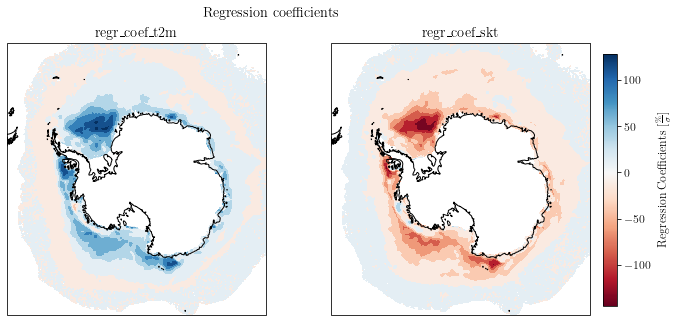 Regression coefficients
regr_coef_t2m
regr_coef_skt
100
50
0
−50
−100
Regression Coefficients [%/σ]